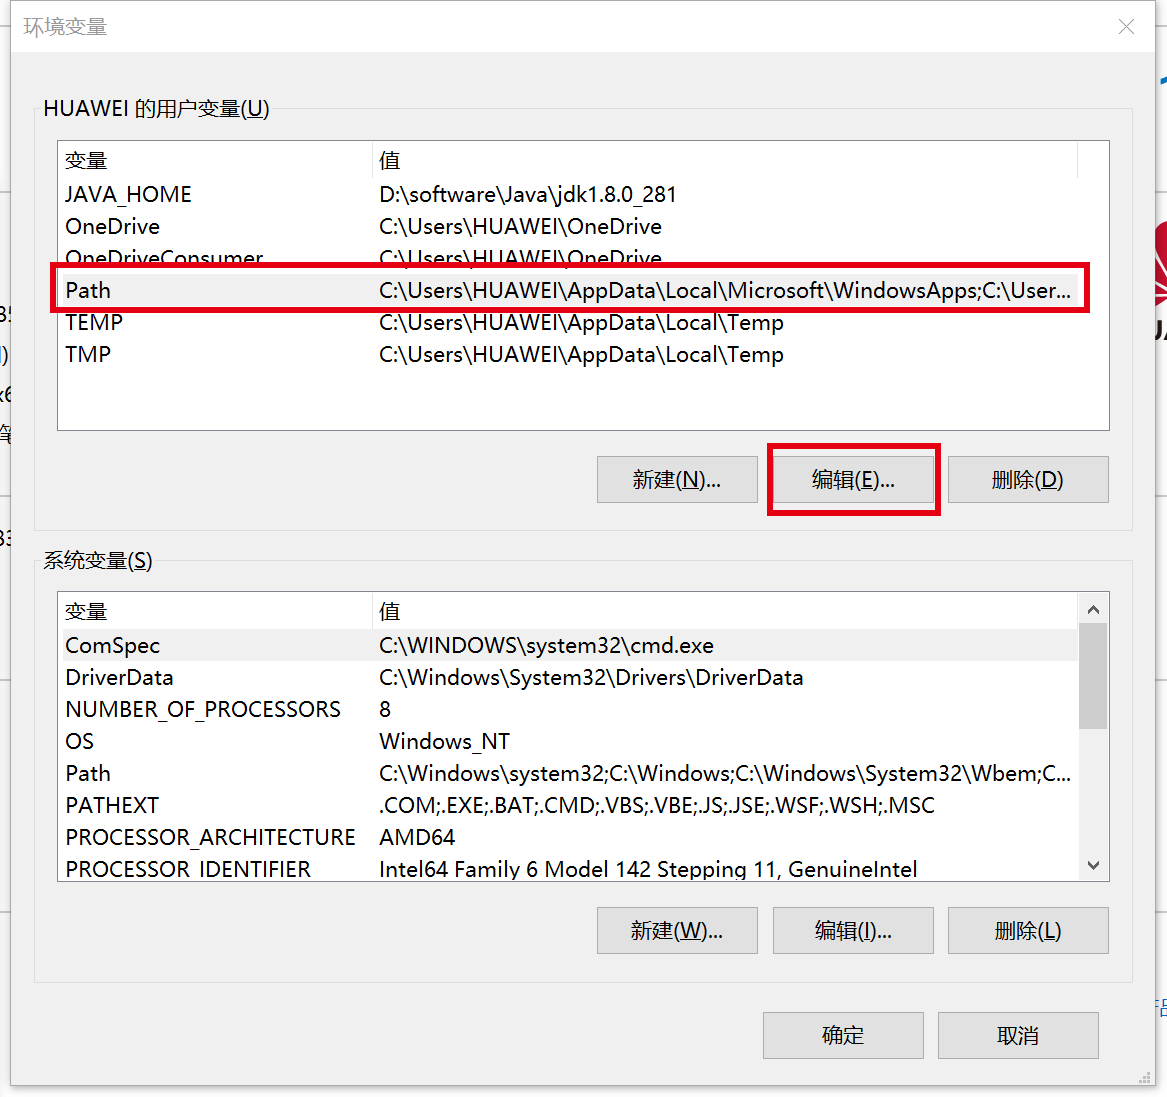 环境变量
HUAWEI 的用户变量(U)
变量 值
JAVA_HOME D:\software\Java\jdk1.8.0_281
OneDrive C:\Users\HUAWEI\OneDrive
OneDriveConsumer C:\Users\HUAWEI\OneDrive
Path C:\Users\HUAWEI\AppData\Local\Microsoft\WindowsApps;C:\User...
TEMP C:\Users\HUAWEI\AppData\Local\Temp
TMP C:\Users\HUAWEI\AppData\Local\Temp
新建(N)... 编辑(E)... 删除(D)
系统变量(S)
变量 值
ComSpec C:\WINDOWS\system32\cmd.exe
DriverData C:\Windows\System32\Drivers\DriverData
NUMBER_OF_PROCESSORS 8
OS Windows_NT
Path C:\Windows\system32;C:\Windows;C:\Windows\System32\Wbem;C...
PATHEXT .COM;.EXE;.BAT;.CMD;.VBS;.VBE;.JS;.JSE;.WSF;.WSH;.MSC
PROCESSOR_ARCHITECTURE AMD64
PROCESSOR_IDENTIFIER Intel64 Family 6 Model 142 Stepping 11, GenuineIntel
新建(W)... 编辑(I)... 删除(L)
确定 取消